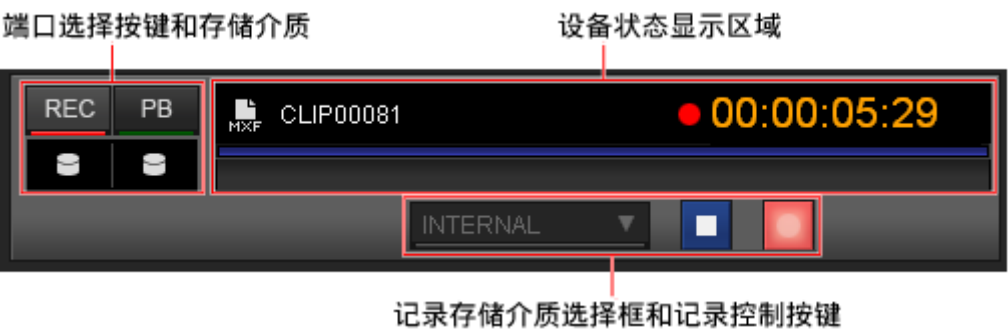 端口选择按键和存储介质
设备状态显示区域
REC PB
MXF CLIP00081 00:00:05:29
INTERNAL
记录存储介质选择框和记录控制按键